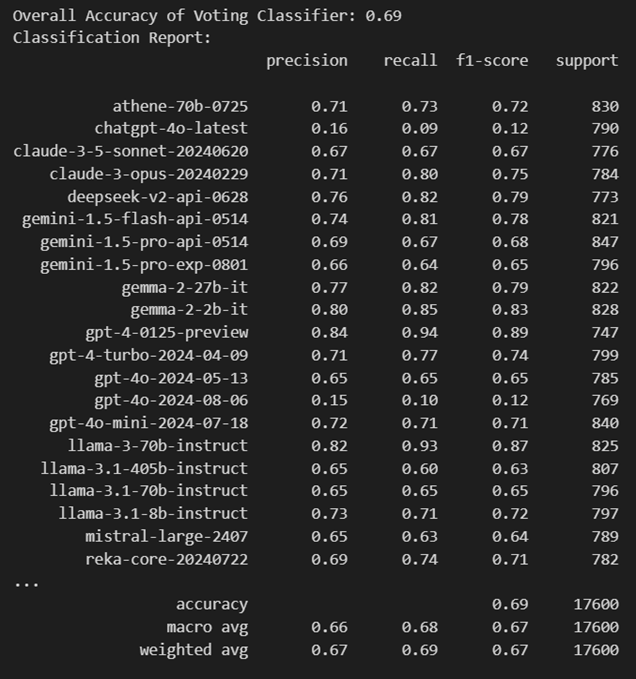 Overall Accuracy of Voting Classifier: 0.69
Classification Report:
precision recall f1-score support
athene-70b-0725 0.71 0.73 0.72 830
chatgpt-4o-latest 0.16 0.09 0.12 790
claude-3-5-sonnet-20240620 0.67 0.67 0.67 776
claude-3-opus-20240229 0.71 0.80 0.75 784
deepseek-v2-api-0628 0.76 0.82 0.79 773
gemini-1.5-flash-api-0514 0.74 0.81 0.78 821
gemini-1.5-pro-api-0514 0.69 0.67 0.68 847
gemini-1.5-pro-exp-0801 0.66 0.64 0.65 796
gemma-2-27b-it 0.77 0.82 0.79 822
gemma-2-2b-it 0.80 0.85 0.83 828
gpt-4-0125-preview 0.84 0.94 0.89 747
gpt-4-turbo-2024-04-09 0.71 0.77 0.74 799
gpt-4o-2024-05-13 0.65 0.65 0.65 785
gpt-4o-2024-08-06 0.15 0.10 0.12 769
gpt-4o-mini-2024-07-18 0.72 0.71 0.71 840
llama-3-70b-instruct 0.82 0.93 0.87 825
llama-3.1-405b-instruct 0.65 0.60 0.63 807
llama-3.1-70b-instruct 0.65 0.65 0.65 796
llama-3.1-8b-instruct 0.73 0.71 0.72 797
mistral-large-2407 0.65 0.63 0.64 789
reka-core-20240722 0.69 0.74 0.71 782
...
accuracy 0.69 17600
macro avg 0.66 0.68 0.67 17600
weighted avg 0.67 0.69 0.67 17600